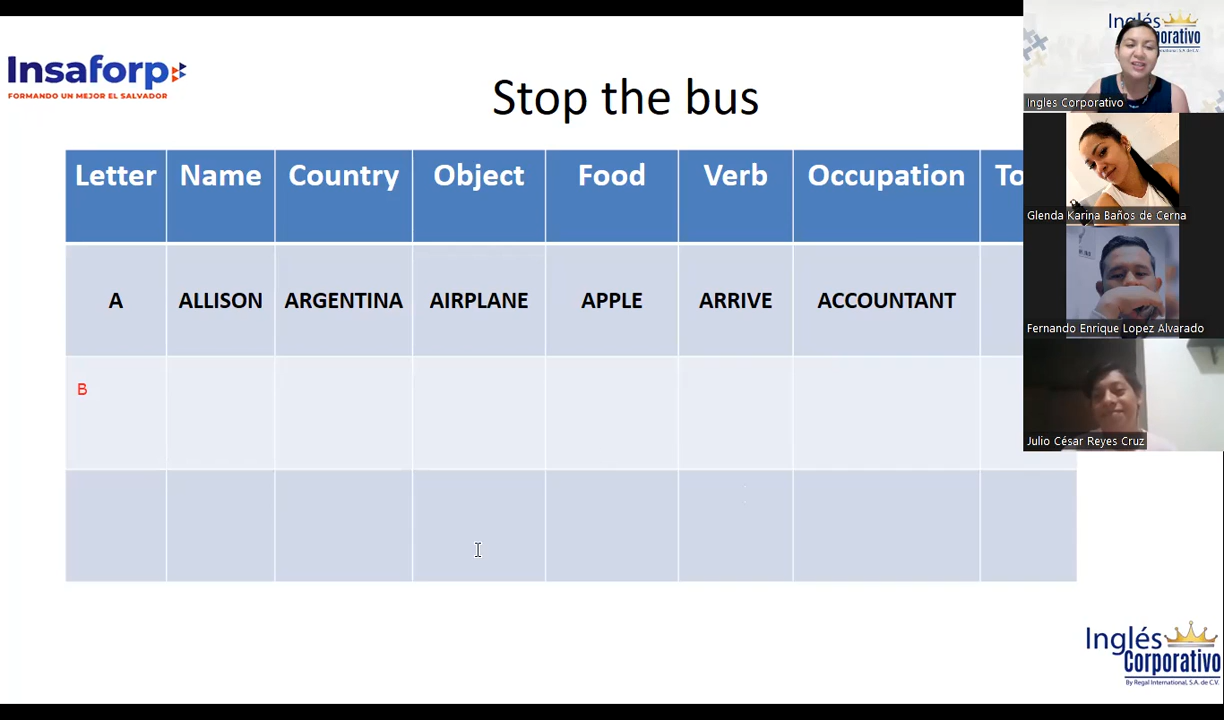 Insaforp
FORMANDO UN MEJOR EL SALVADOR
Stop the bus
Letter Name Country Object Food Verb Occupation To
A ALLISON ARGENTINA AIRPLANE APPLE ARRIVE ACCOUNTANT
B
Inglés Corporativo
Ingles Corporativo
Glenda Karina Baños de Cerna
Fernando Enrique Lopez Alvarado
Julio César Reyes Cruz
Inglés
Corporativo
By Regal International, S.A. de C.V.